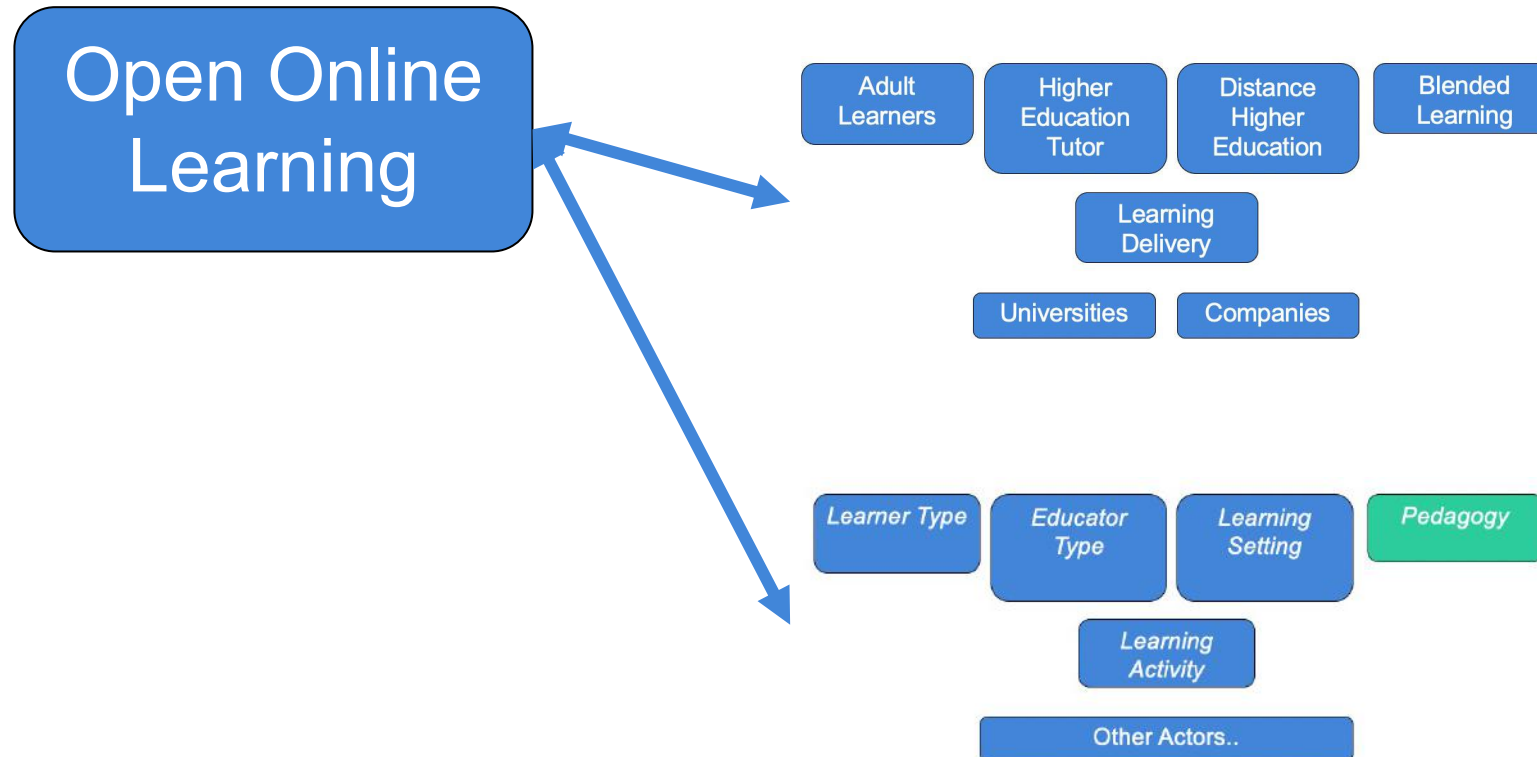 Open Online
Learning
Adult
Learners
Higher
Education
Tutor
Distance
Higher
Education
Blended
Learning
Learning
Delivery
Universities
Companies
Learner Type
Educator
Type
Learning
Setting
Pedagogy
Learning
Activity
Other Actors..